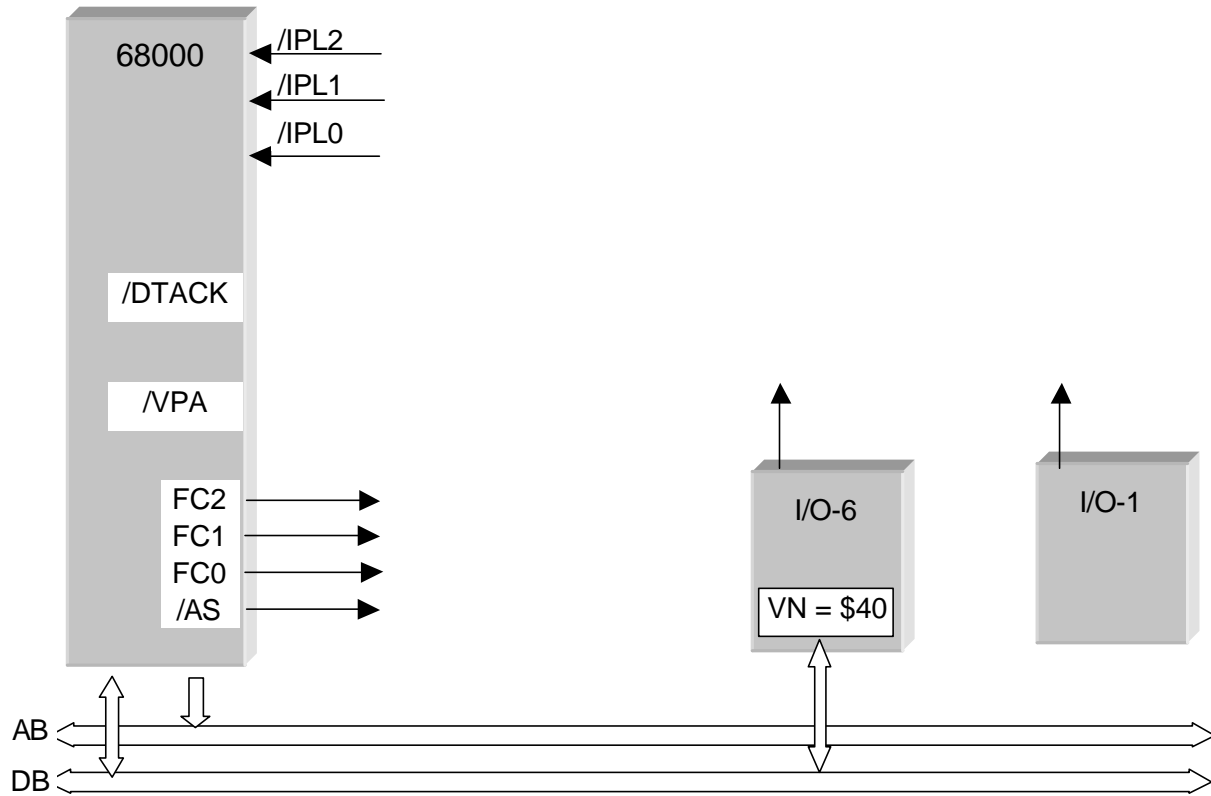 68000
/IPL2
/IPL1
/IPL0
/DTACK
/VPA
FC2
FC1
FC0
/AS
I/O-6
VN = $40
I/O-1
AB
DB